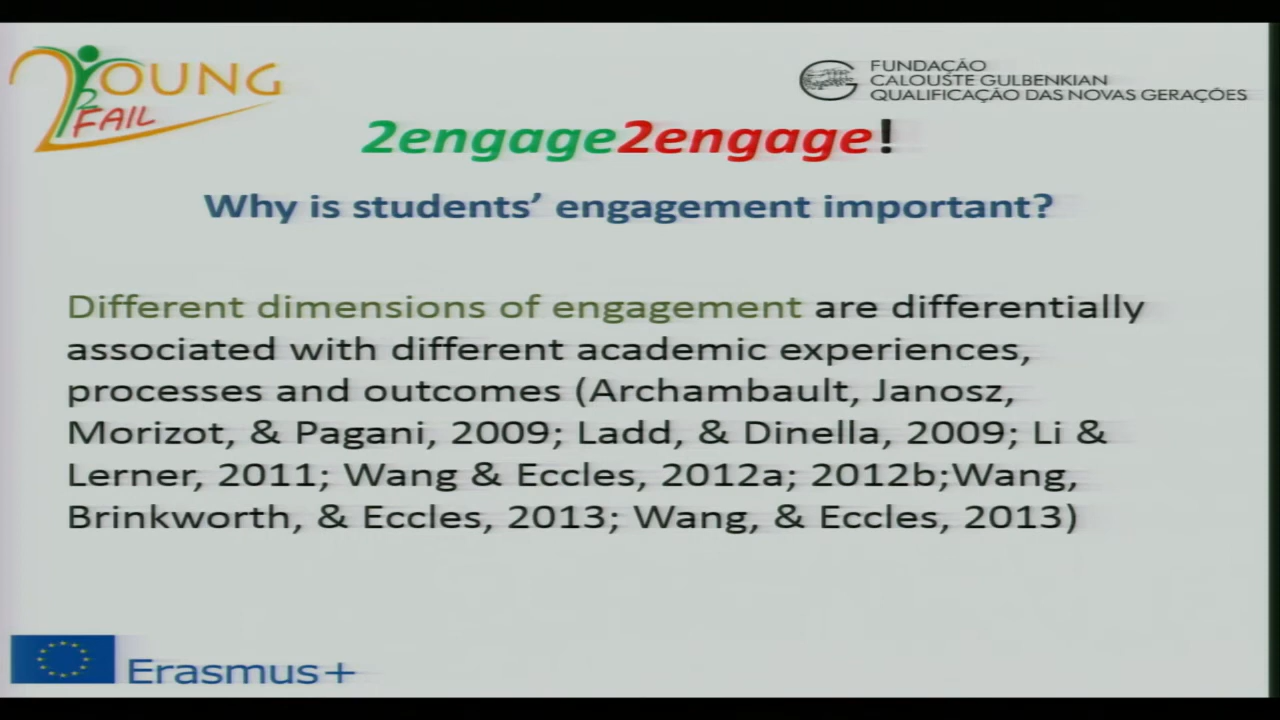 2YOUNG
2
FAIL
FUNDAÇÃO
CALOUSTE GULBENKIAN
QUALIFICAÇÃO DAS NOVAS GERAÇÕES
2engage2engage!
Why is students’ engagement important?
Different dimensions of engagement are differentially
associated with different academic experiences,
processes and outcomes (Archambault, Janosz,
Morizot, & Pagani, 2009; Ladd, & Dinella, 2009; Li &
Lerner, 2011; Wang & Eccles, 2012a; 2012b;Wang,
Brinkworth, & Eccles, 2013; Wang, & Eccles, 2013)
Erasmus+